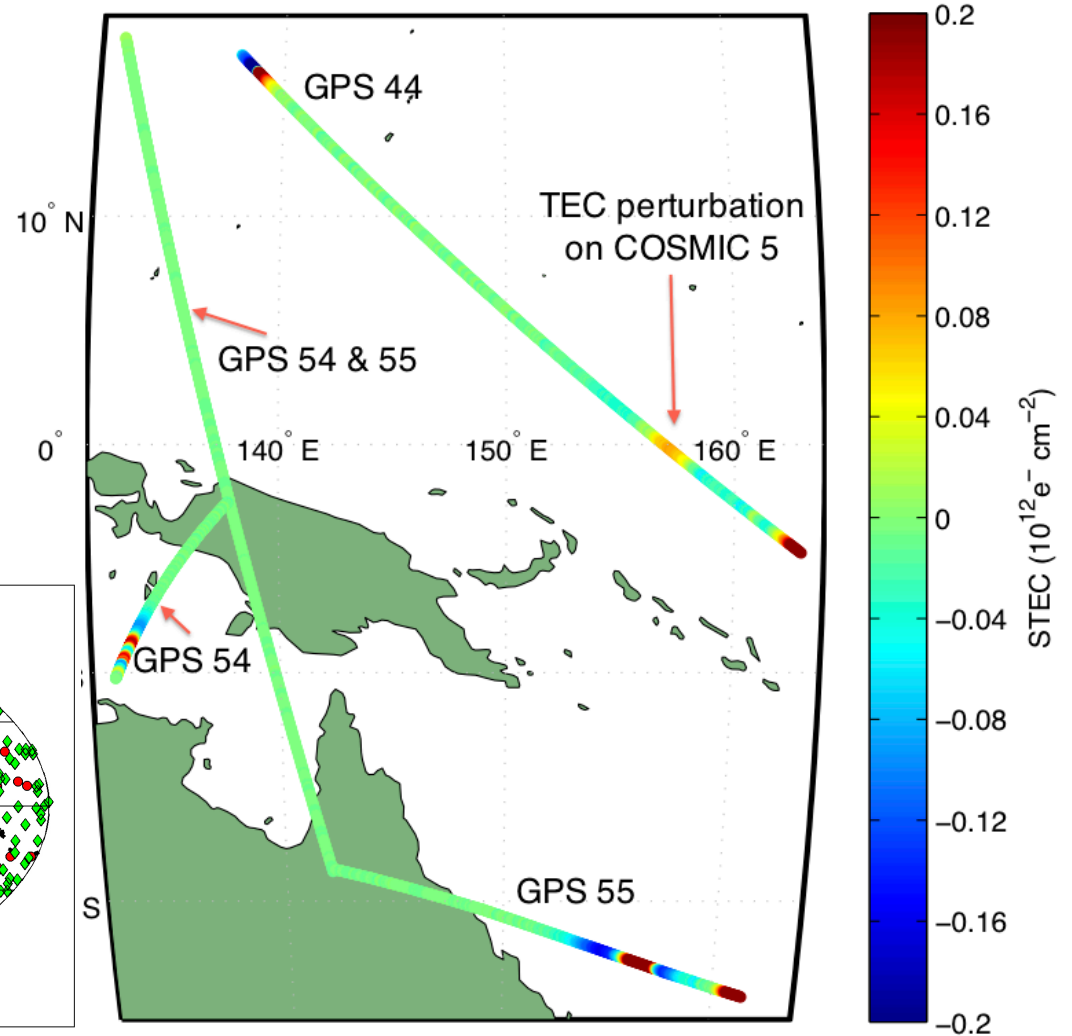 GPS 44
TEC perturbation
on COSMIC 5
10° N
GPS 54 & 55
0°
140° E
150° E
160° E
GPS 54
GPS 55
S
0.2
0.16
0.12
0.08
0.04
0
−0.04
−0.08
−0.12
−0.16
−0.2
STEC (10¹²e⁻ cm⁻²)